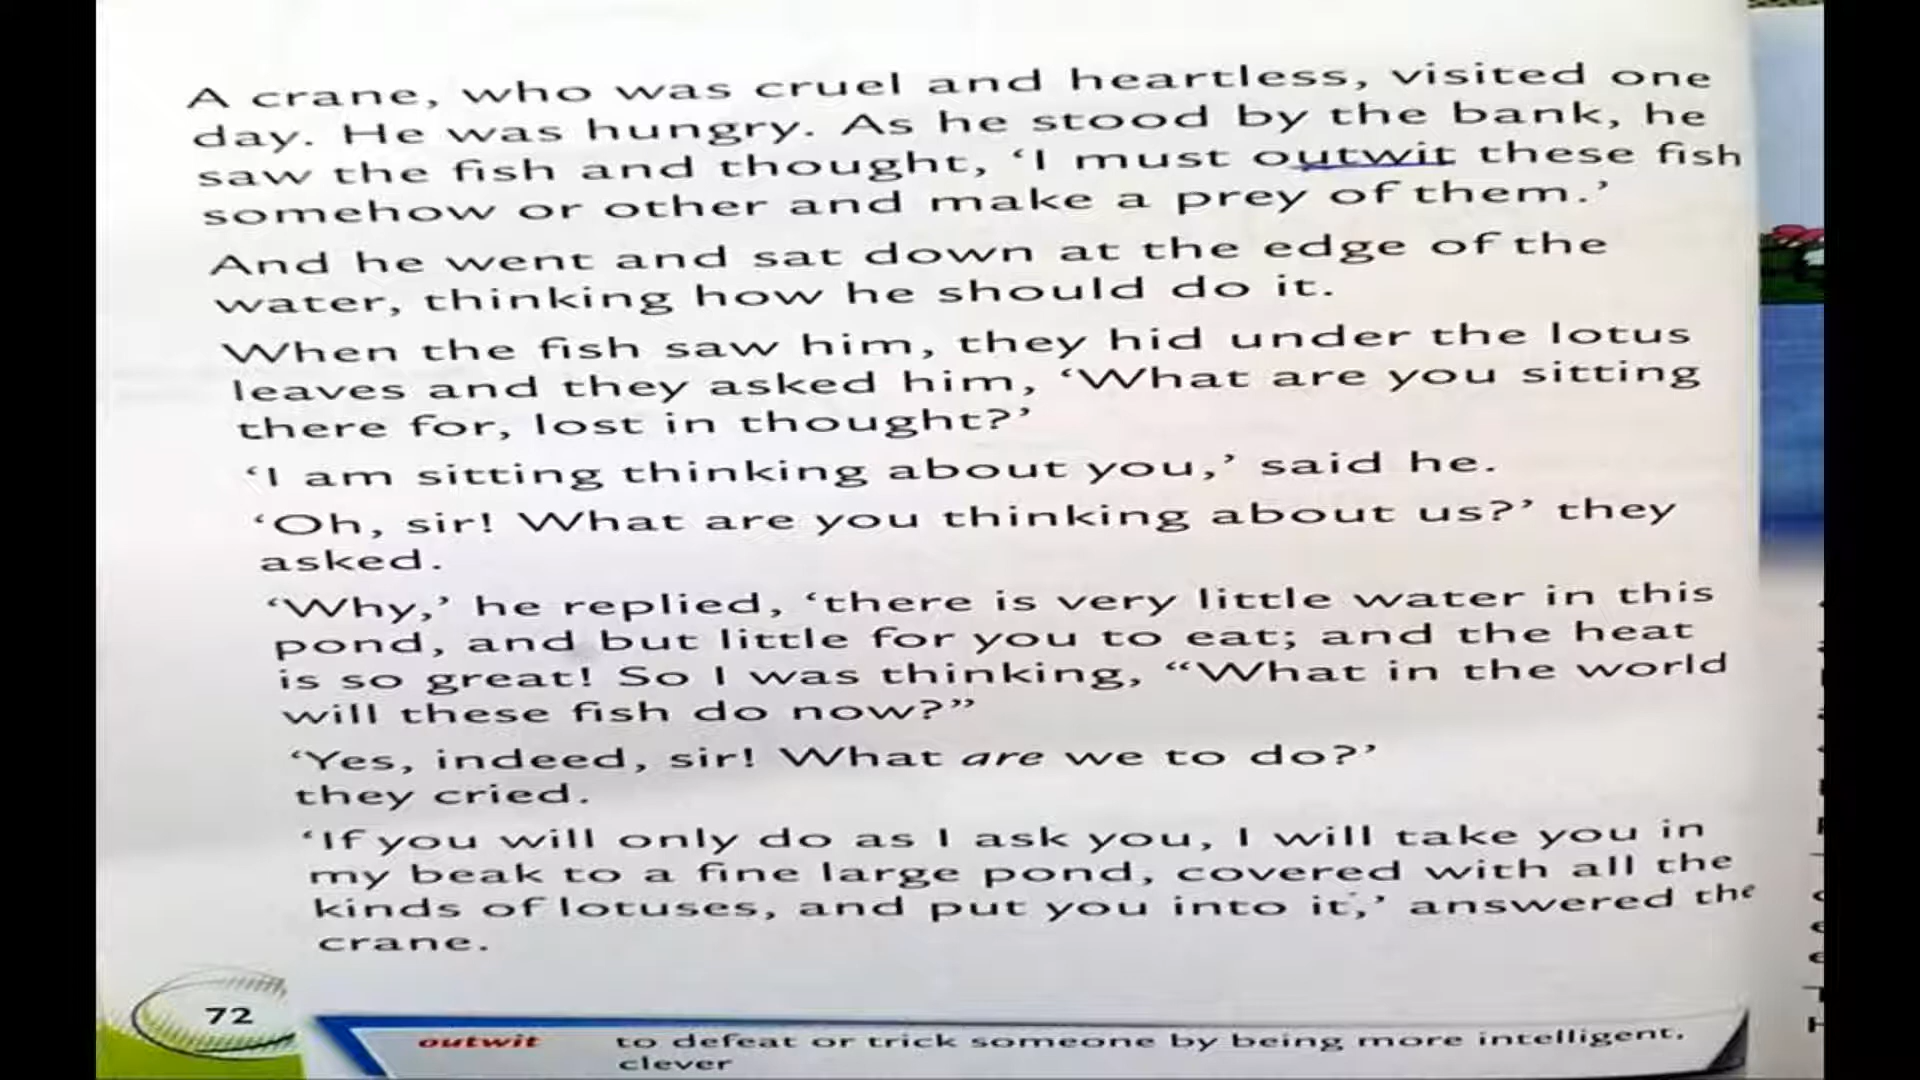 A crane, who was cruel and heartless, visited one
day. He was hungry. As he stood by the bank, he
saw the fish and thought, ‘I must outwit these fish
somehow or other and make a prey of them.’
And he went and sat down at the edge of the
water, thinking how he should do it.
When the fish saw him, they hid under the lotus
leaves and they asked him, ‘What are you sitting
there for, lost in thought?’
‘I am sitting thinking about you,’ said he.
‘Oh, sir! What are you thinking about us?’ they
asked.
‘Why,’ he replied, ‘there is very little water in this
pond, and but little for you to eat; and the heat
is so great! So I was thinking, “What in the world
will these fish do now?”
‘Yes, indeed, sir! What are we to do?’
they cried.
‘If you will only do as I ask you, I will take you in
my beak to a fine large pond, covered with all the
kinds of lotuses, and put you into it,’ answered the
crane.
72
outwit to defeat or trick someone by being more intelligent,
clever